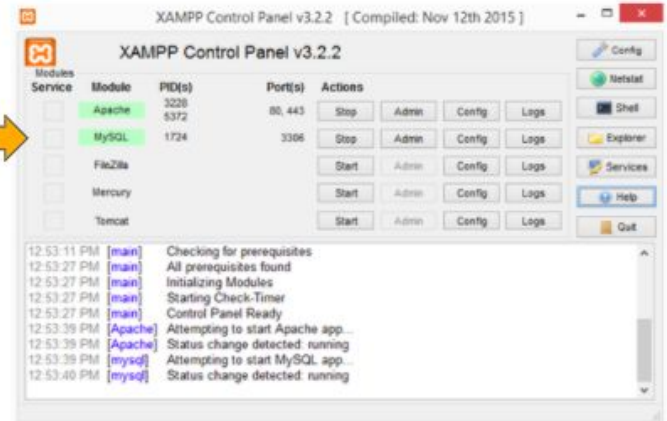 XAMPP Control Panel v3.2.2 [ Compiled: Nov 12th 2015 ]
XAMPP Control Panel v3.2.2
Config
Modules
Service Module PID(s) Port(s) Actions
Netstat
Apache 3228 5372 80, 443 Stop Admin Config Logs
Shell
MySQL 1724 3306 Stop Admin Config Logs
Explorer
FileZilla Start Admin Config Logs
Services
Mercury Start Admin Config Logs
Help
Tomcat Start Admin Config Logs
Quit
12:53:11 PM [main] Checking for prerequisites
12:53:27 PM [main] All prerequisites found
12:53:27 PM [main] Initializing Modules
12:53:27 PM [main] Starting Check-Timer
12:53:27 PM [main] Control Panel Ready
12:53:39 PM [Apache] Attempting to start Apache app...
12:53:39 PM [Apache] Status change detected: running
12:53:39 PM [mysql] Attempting to start MySQL app...
12:53:40 PM [mysql] Status change detected: running